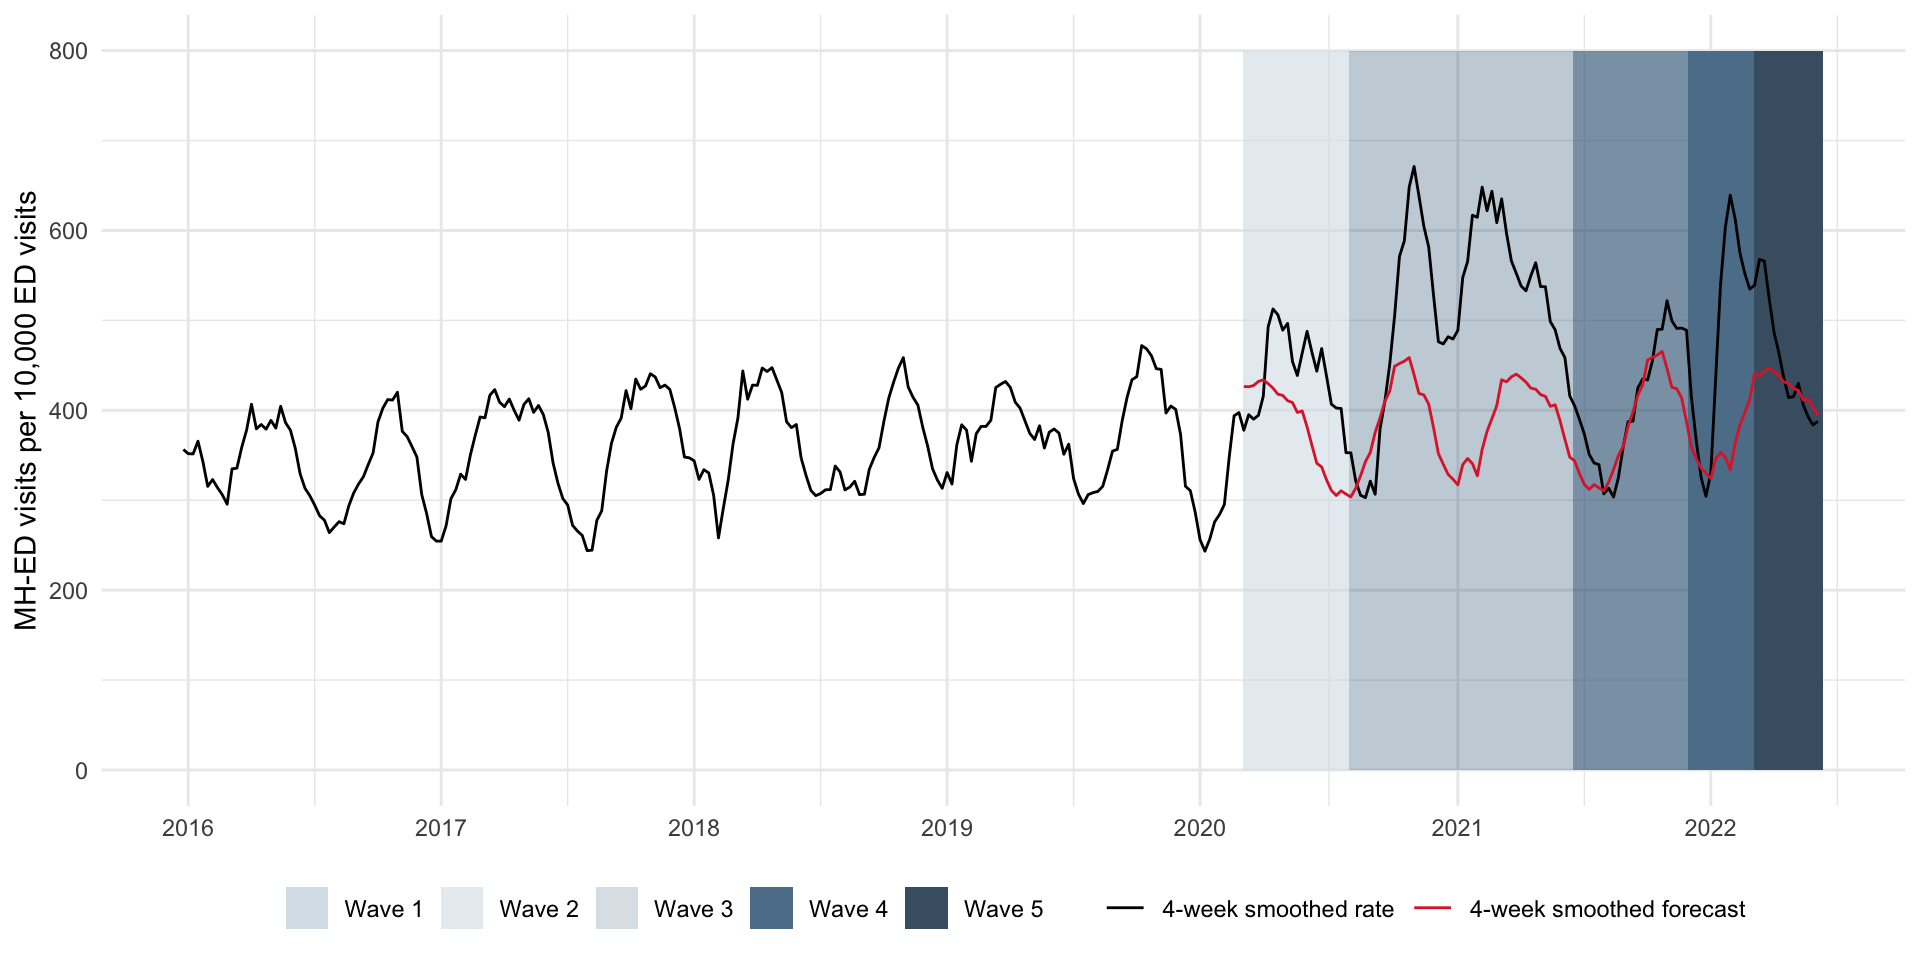 MH-ED visits per 10,000 ED visits
800
600
400
200
0
2016 2017 2018 2019 2020 2021 2022
Wave 1 Wave 2 Wave 3 Wave 4 Wave 5 4-week smoothed rate 4-week smoothed forecast